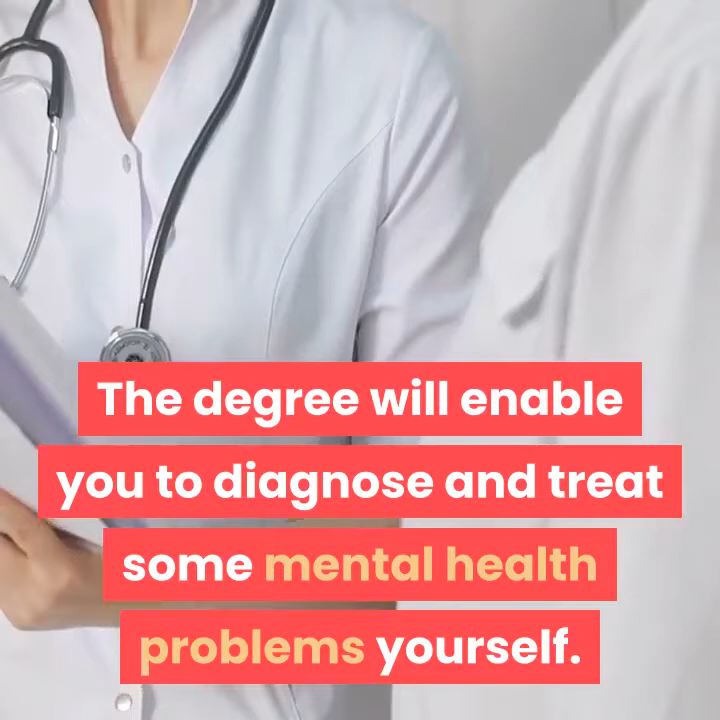 The degree will enable
you to diagnose and treat
some mental health
problems yourself.